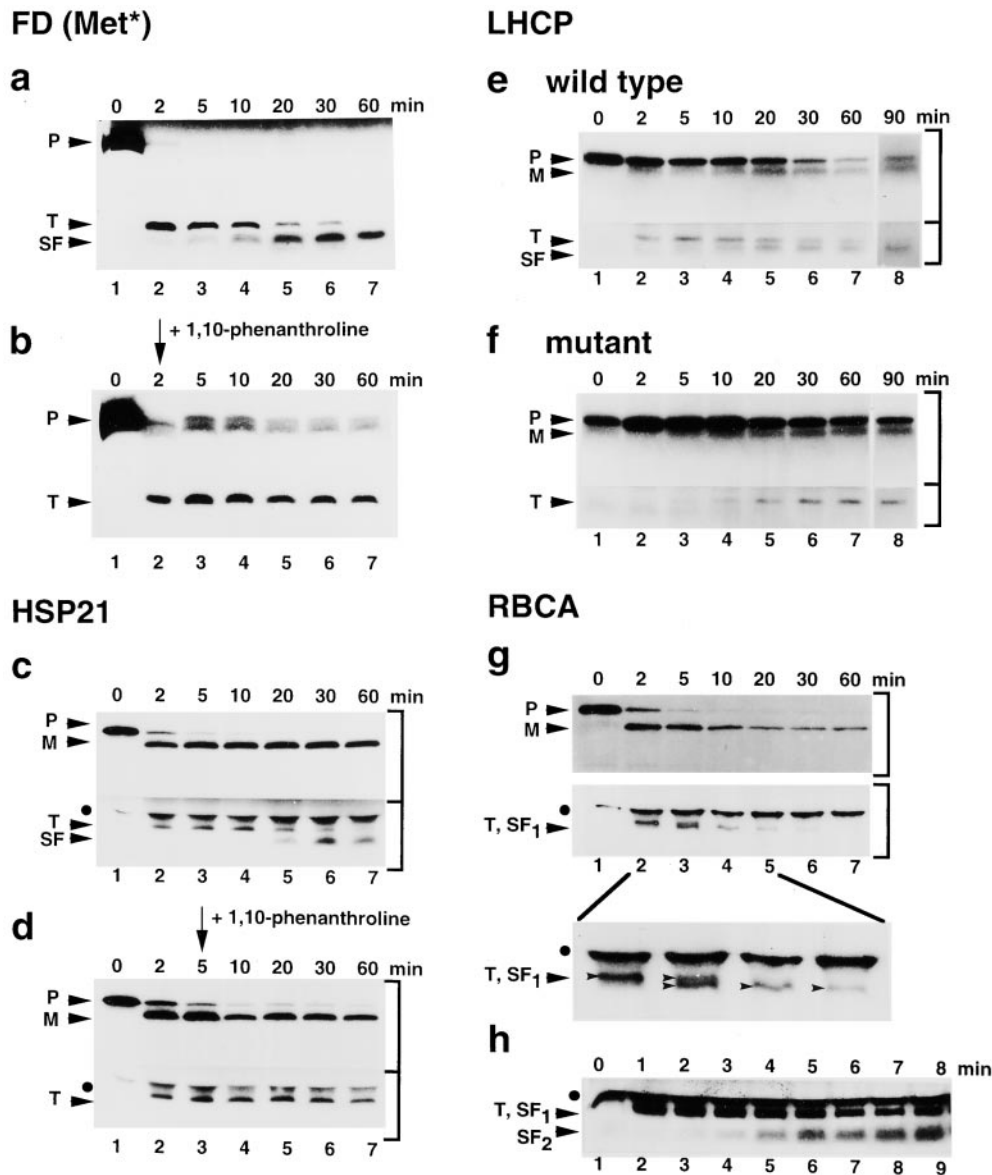 FD (Met*)
a
0 2 5 10 20 30 60 min
P
T
SF
1 2 3 4 5 6 7
+ 1,10-phenanthroline
b
0 2 5 10 20 30 60 min
P
T
1 2 3 4 5 6 7
HSP21
c
0 2 5 10 20 30 60 min
P
M
T
SF
1 2 3 4 5 6 7
+ 1,10-phenanthroline
d
0 2 5 10 20 30 60 min
P
M
T
1 2 3 4 5 6 7
LHCP
e wild type
0 2 5 10 20 30 60 90 min
P
M
T
SF
1 2 3 4 5 6 7 8
f mutant
0 2 5 10 20 30 60 90 min
P
M
T
1 2 3 4 5 6 7 8
RBCA
g
0 2 5 10 20 30 60 min
P
M
T, SF1
1 2 3 4 5 6 7
T, SF1
h
0 1 2 3 4 5 6 7 8 min
T, SF1
SF2
1 2 3 4 5 6 7 8 9